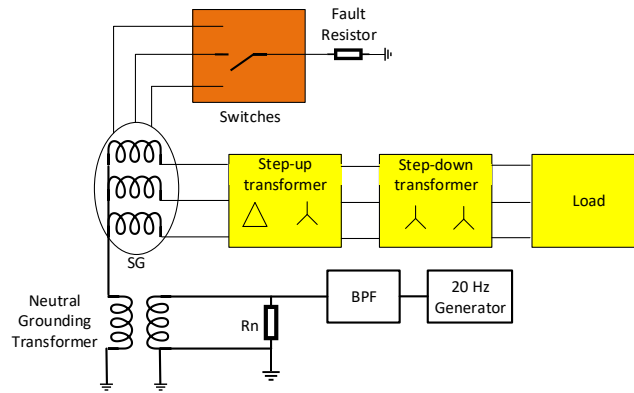 Fault
Resistor
Switches
Step-up
transformer
Step-down
transformer
Load
SG
Neutral
Grounding
Transformer
Rn
BPF
20 Hz
Generator